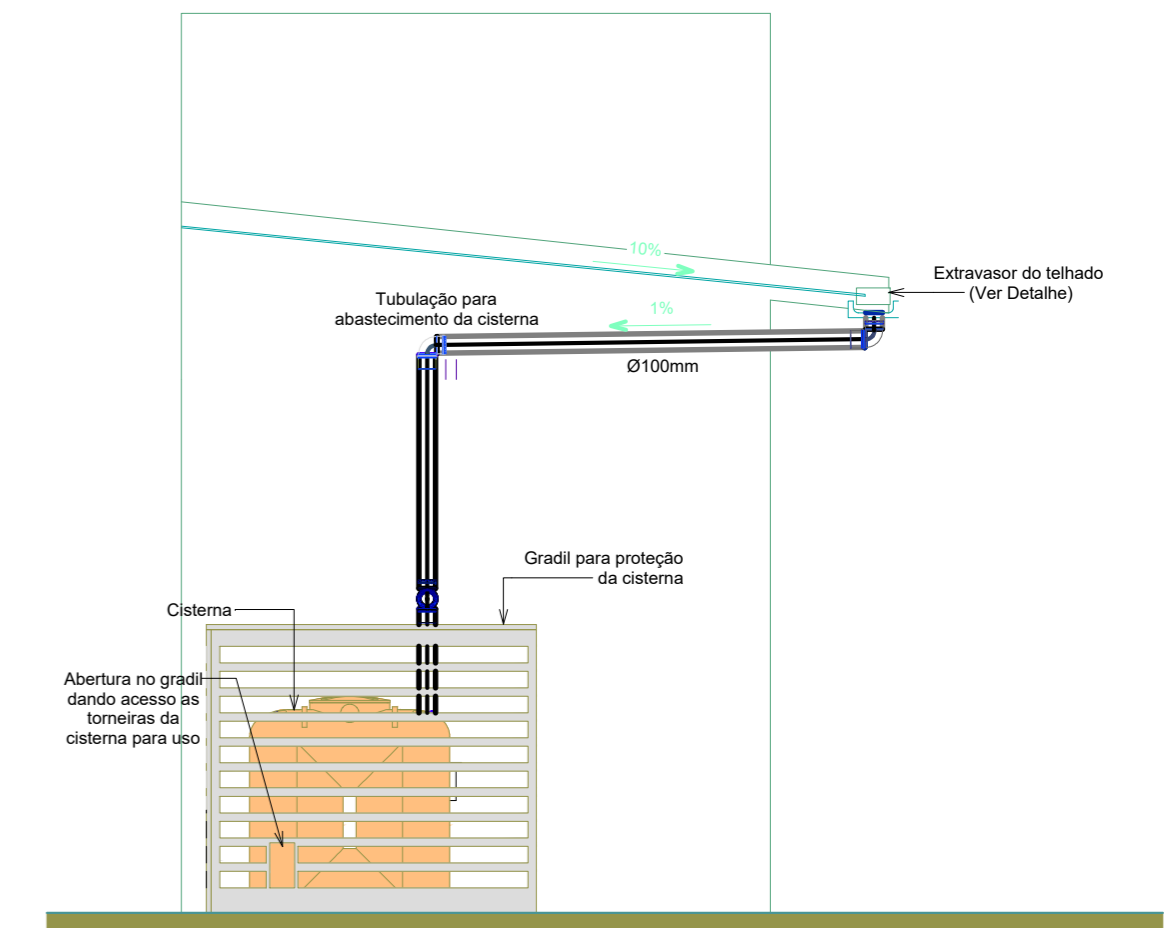 10%
Extravasor do telhado
(Ver Detalhe)
Tubulação para
abastecimento da cisterna
1%
Ø100mm
Gradil para proteção
da cisterna
Cisterna
Abertura no gradil
dando acesso as
torneiras da
cisterna para uso